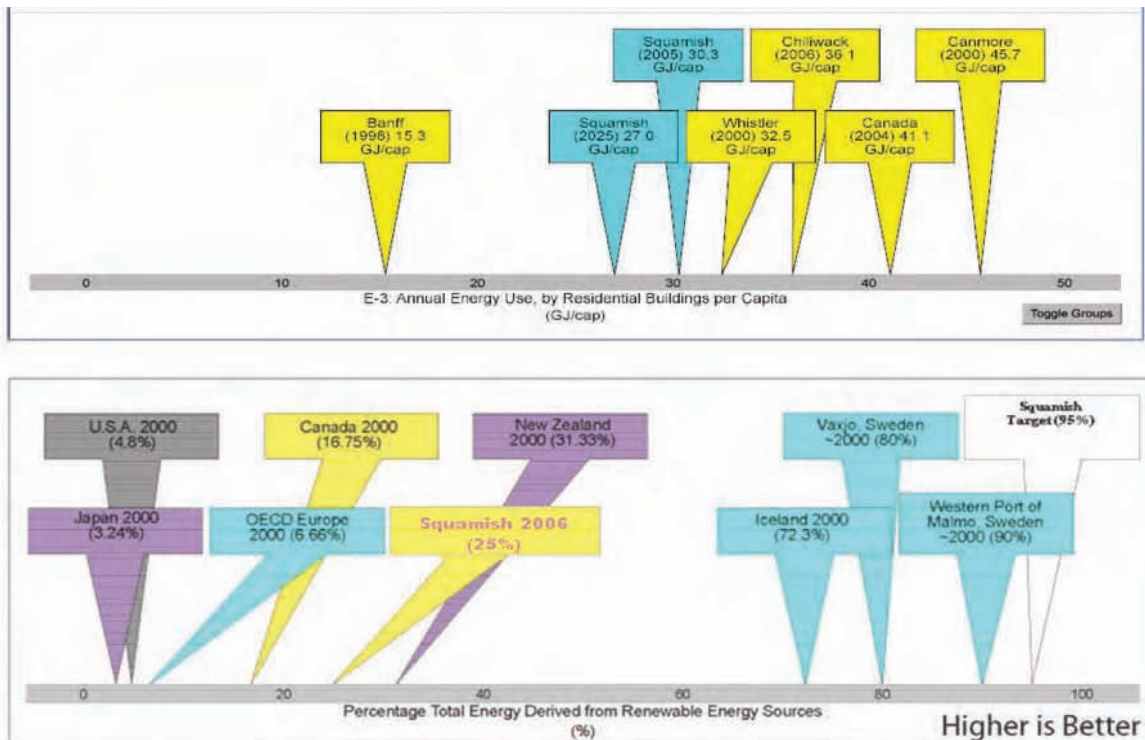 Squamish
(2005) 30.3
GJ/cap
Chiliwack
(2006) 36.1
GJ/cap
Canmore
(2000) 45.7
GJ/cap
Banff
(1998) 15.3
GJ/cap
Squamish
(2025) 27.0
GJ/cap
Whistler
(2000) 32.5
GJ/cap
Canada
(2004) 41.1
GJ/cap
0 10 20 30 40 50
E-3: Annual Energy Use, by Residential Buildings per Capita
(GJ/cap)
Toggle Groups
U.S.A. 2000
(4.8%)
Canada 2000
(16.75%)
New Zealand
2000 (31.33%)
Vaxjo, Sweden
~2000 (80%)
Squamish
Target (95%)
Japan 2000
(3.24%)
OECD Europe
2000 (6.66%)
Squamish 2006
(25%)
Iceland 2000
(72.3%)
Western Port of
Malmo, Sweden
~2000 (90%)
0 20 40 60 80 100
Percentage Total Energy Derived from Renewable Energy Sources
(%)
Higher is Better